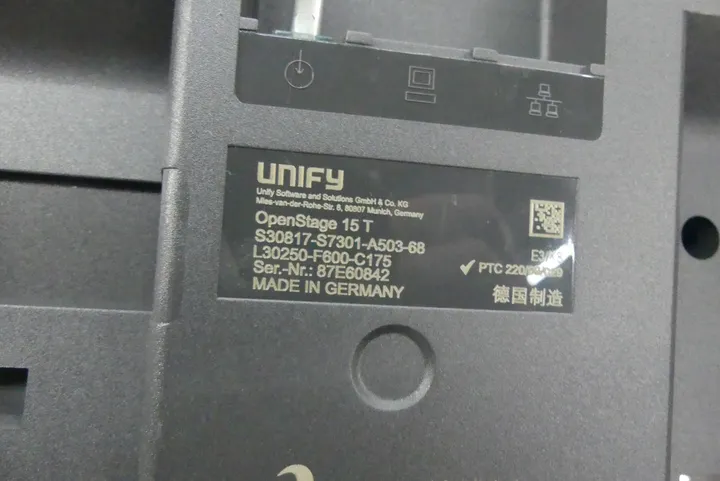 UNIFY
Unify Software and Solutions GmbH & Co. KG
Mies-van-der-Rohe-Str. 6, 80807 Munich, Germany
OpenStage 15 T
S30817-S7301-A503-68
L30250-F600-C175
Ser.-Nr.: 87E60842
MADE IN GERMANY
PTC
德国制造